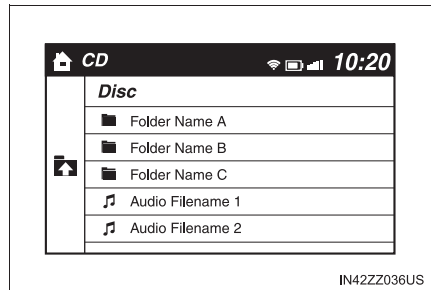 CD 10:20
Disc
Folder Name A
Folder Name B
Folder Name C
Audio Filename 1
Audio Filename 2
IN42ZZ036US